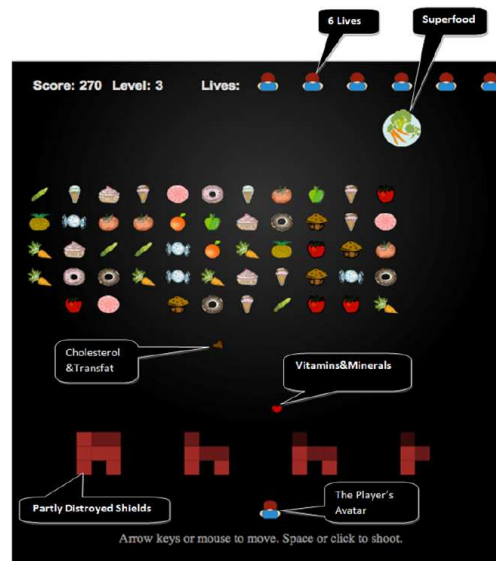 6 Lives
Superfood
Score: 270 Level: 3 Lives:
Cholesterol
&Transfat
Vitamins&Minerals
Partly Distroyed Shields
The Player's
Avatar
Arrow keys or mouse to move. Space or click to shoot.